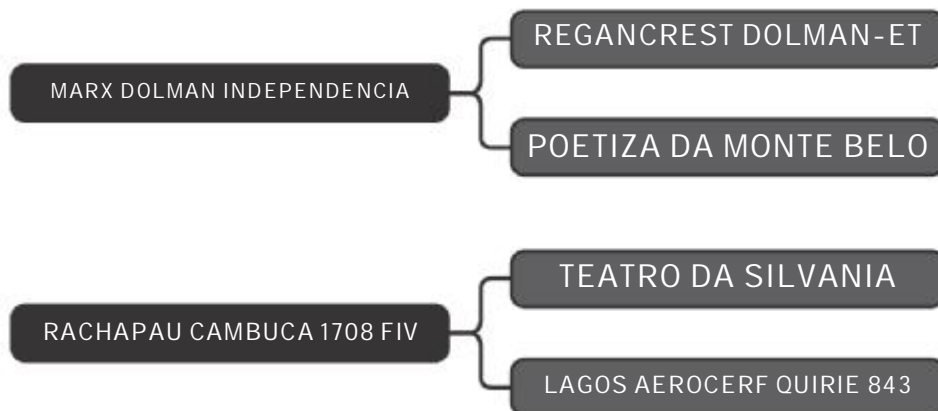 REGANCREST DOLMAN-ET
MARX DOLMAN INDEPENDENCIA
POETIZA DA MONTE BELO
TEATRO DA SILVANIA
RACHAPAU CAMBUCA 1708 FIV
LAGOS AEROCERF QUIRIE 843